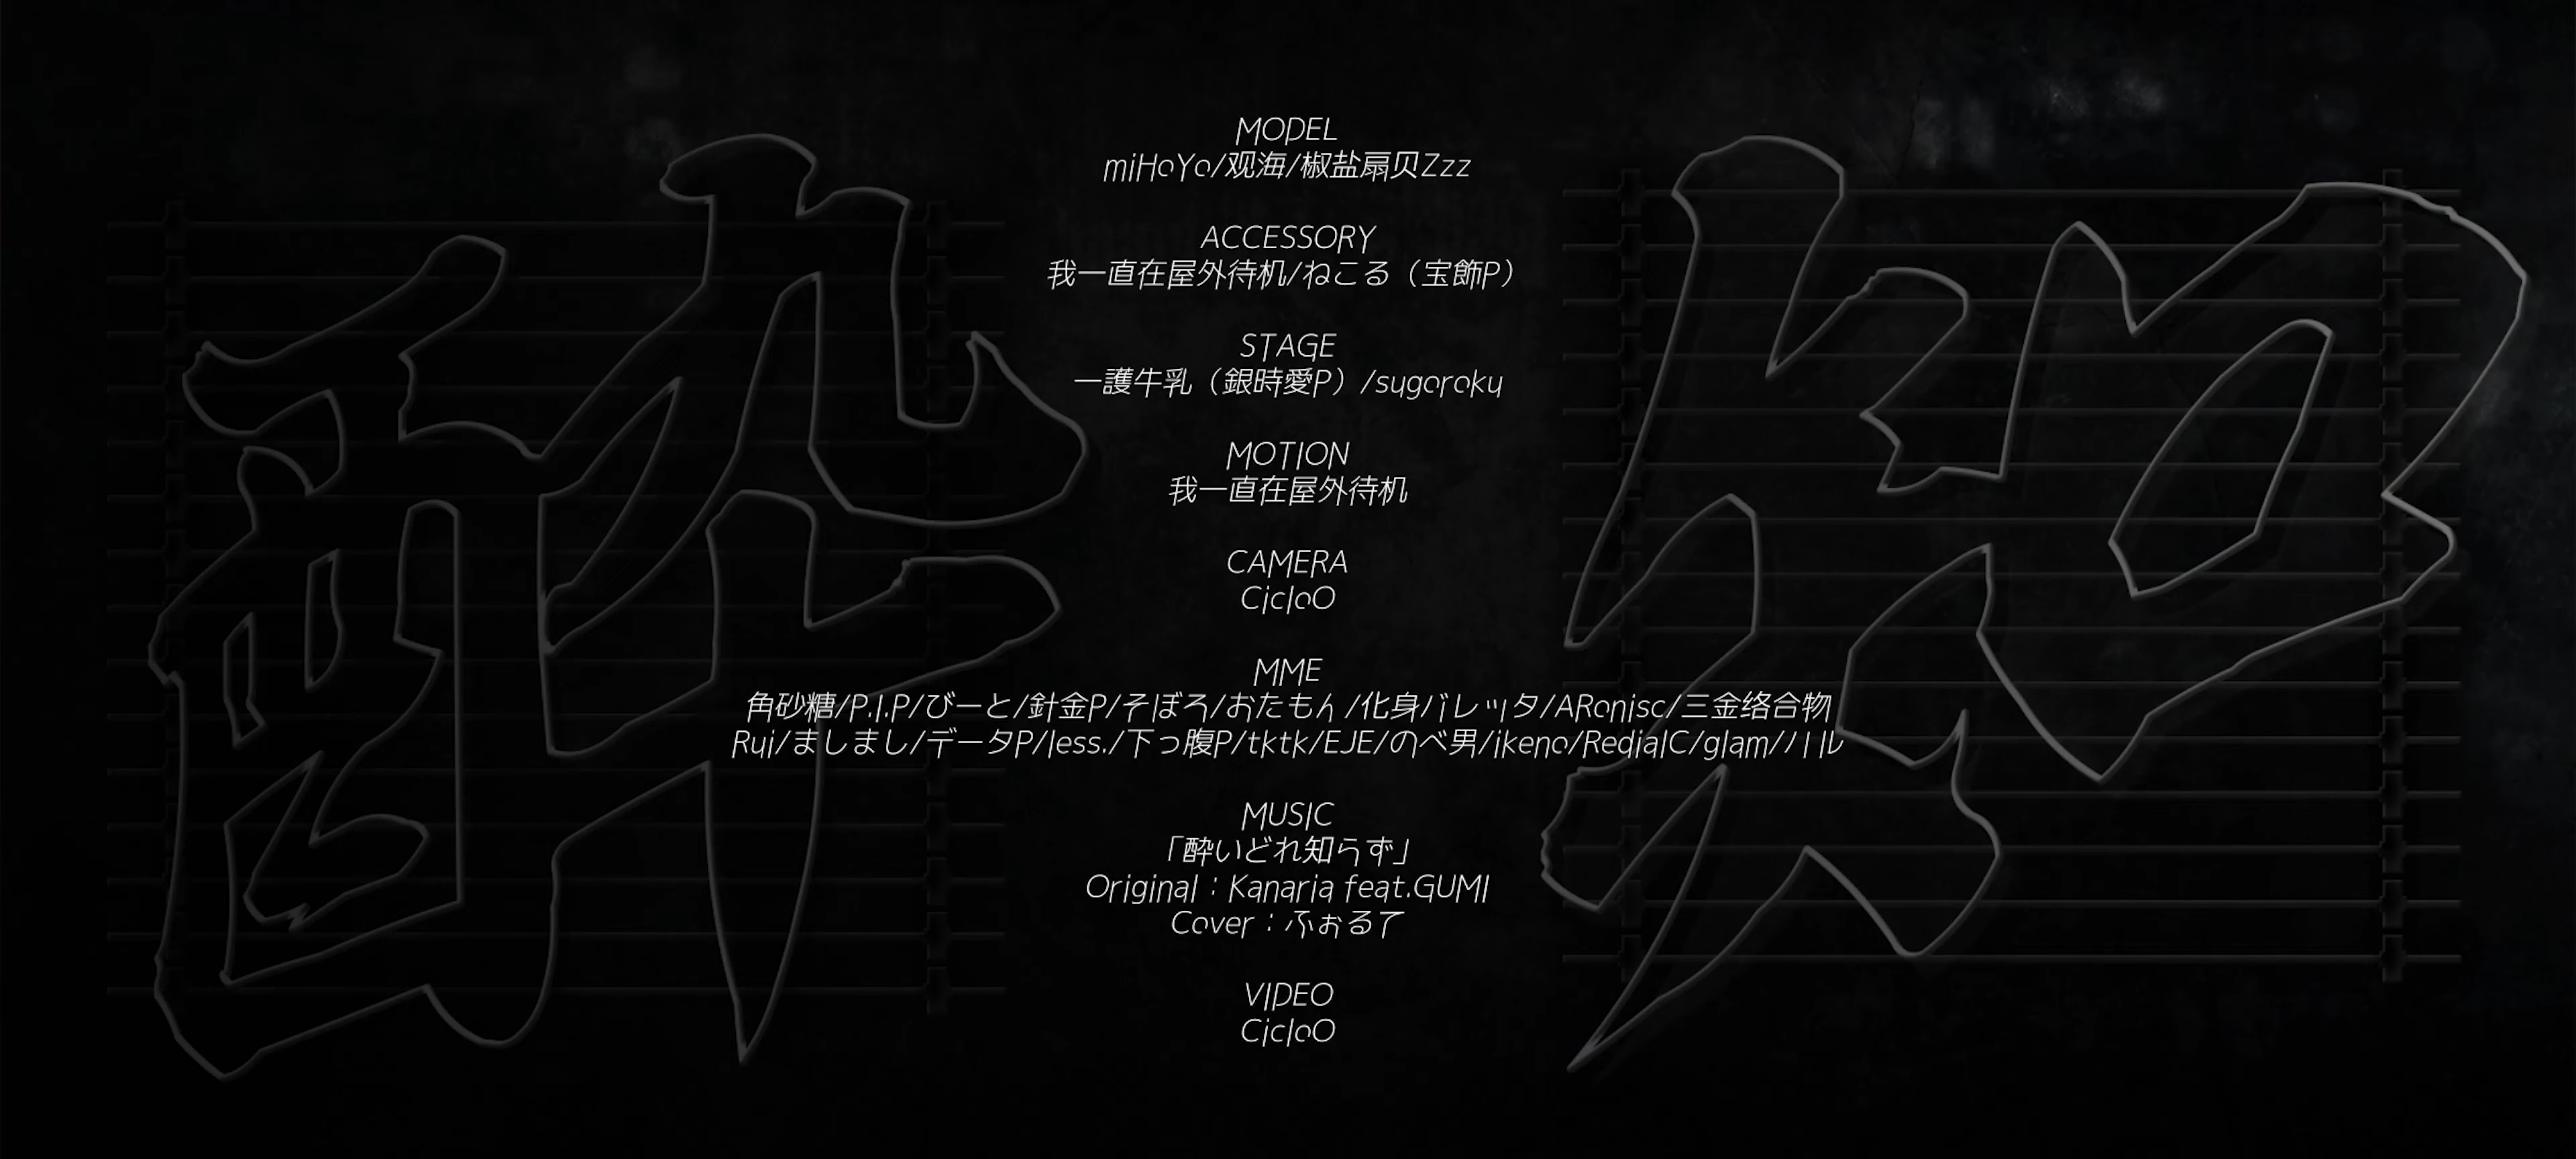 MODEL
miHoYo/观海/椒盐扇贝Zzz
ACCESSORY
我一直在屋外待机/ねこる（宝飾P）
STAGE
一護牛乳（銀時愛P）/sugoroku
MOTION
我一直在屋外待机
CAMERA
CicloO
MME
角砂糖/P.I.P/びーと/針金P/そぼろ/おたもん/化身バレッタ/ARonisc/三金络合物
Rui/ましまし/データP/less./下っ腹P/tktk/EJE/のべ男/ikeno/RedialC/glam/ハル
MUSIC
「酔いどれ知らず」
Original：Kanaria feat.GUMI
Cover：ふぉるて
VIDEO
CicloO
酔
知